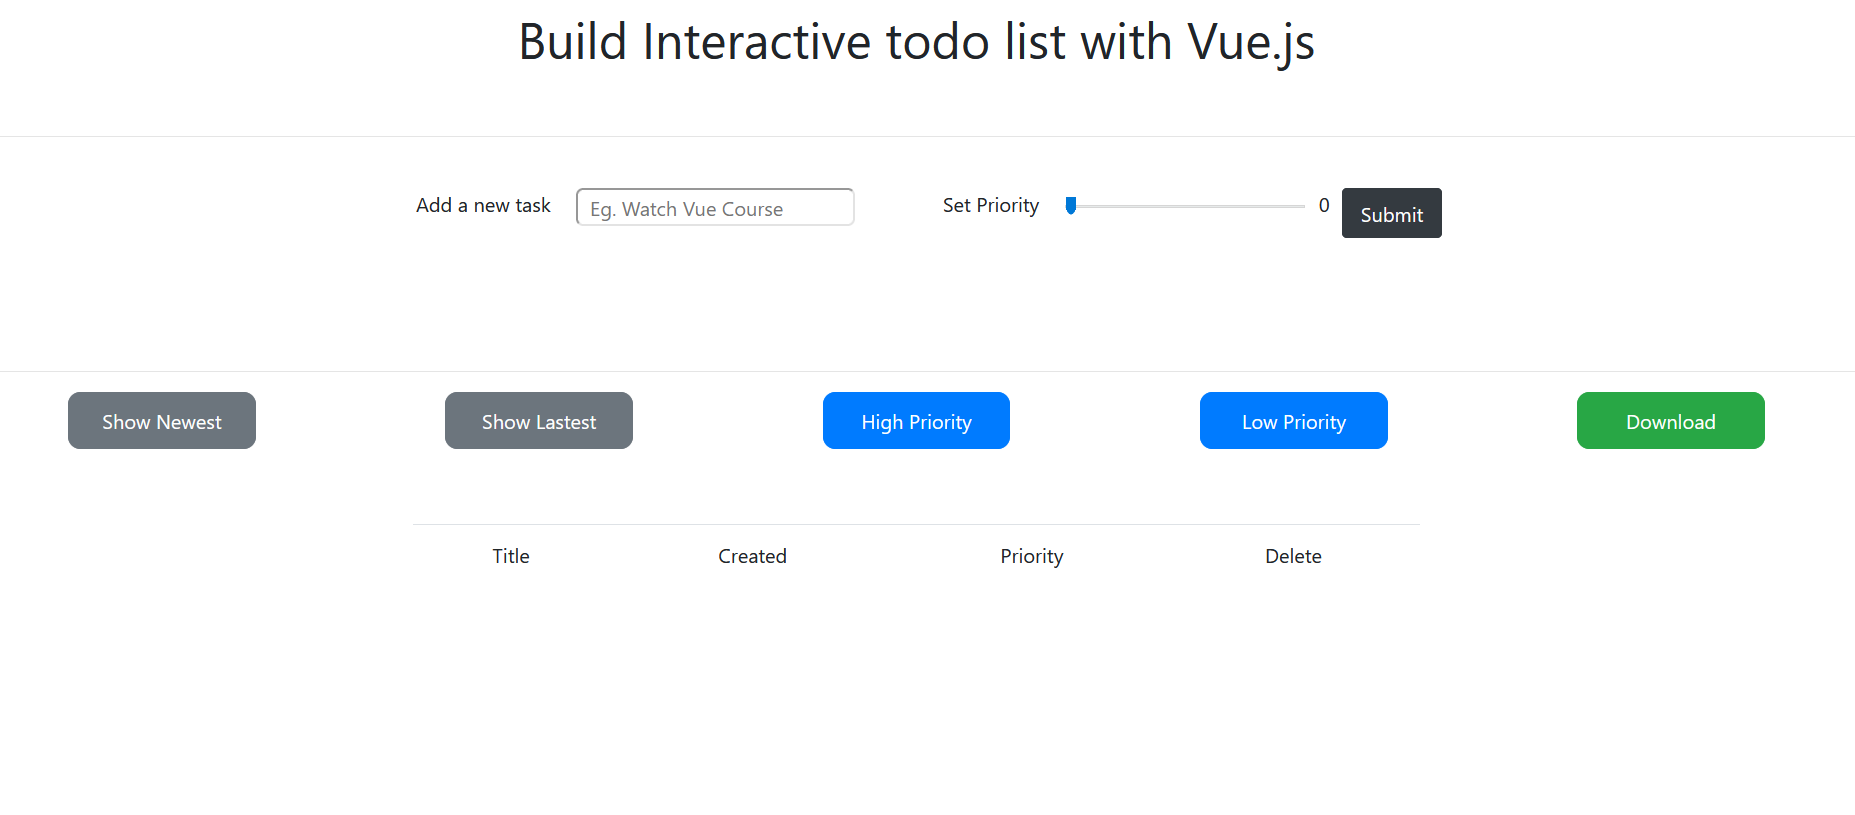 Build Interactive todo list with Vue.js
Add a new task Eg. Watch Vue Course Set Priority 0 Submit
Show Newest Show Lastest High Priority Low Priority Download
Title Created Priority Delete